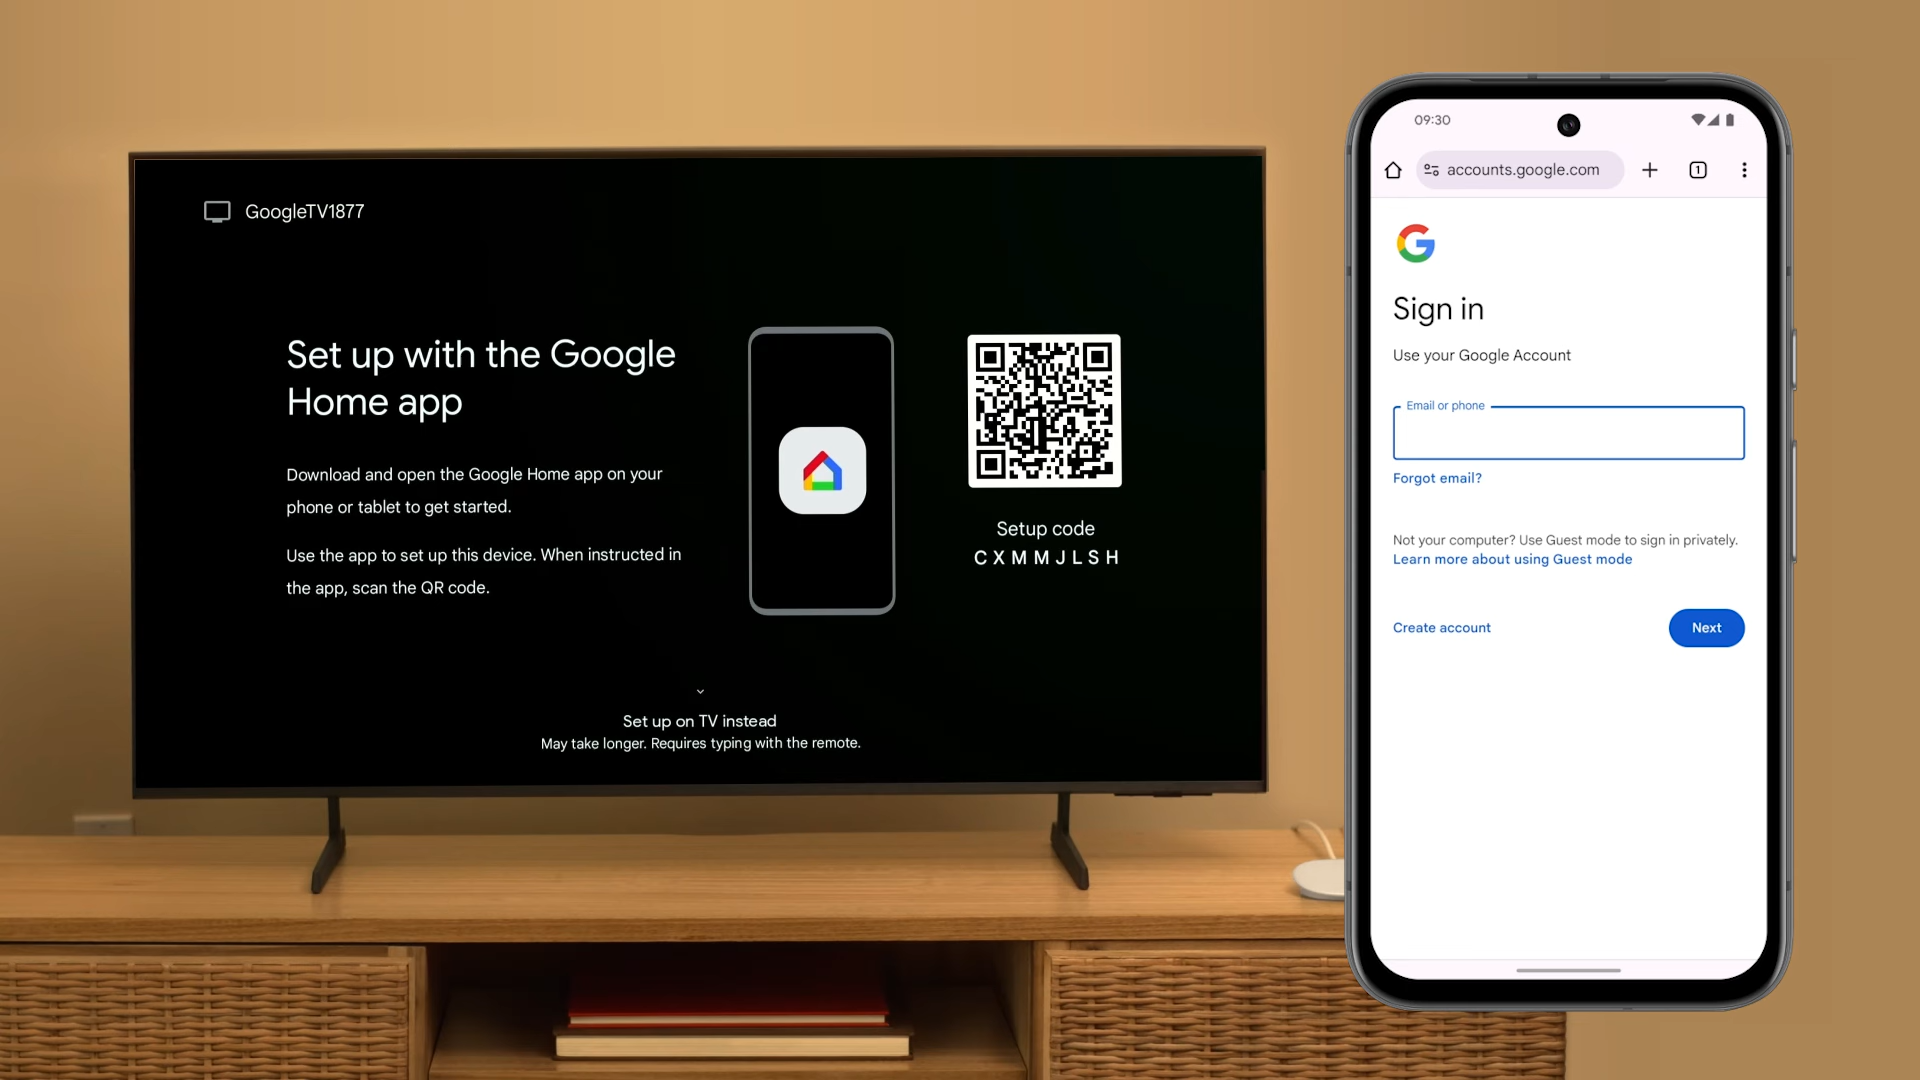 GoogleTV1877
Set up with the Google
Home app
Download and open the Google Home app on your
phone or tablet to get started.
Use the app to set up this device. When instructed in
the app, scan the QR code.
Setup code
CXMMJLSH
Set up on TV instead
May take longer. Requires typing with the remote.
09:30
accounts.google.com
1
Sign in
Use your Google Account
Email or phone
Forgot email?
Not your computer? Use Guest mode to sign in privately.
Learn more about using Guest mode
Create account
Next